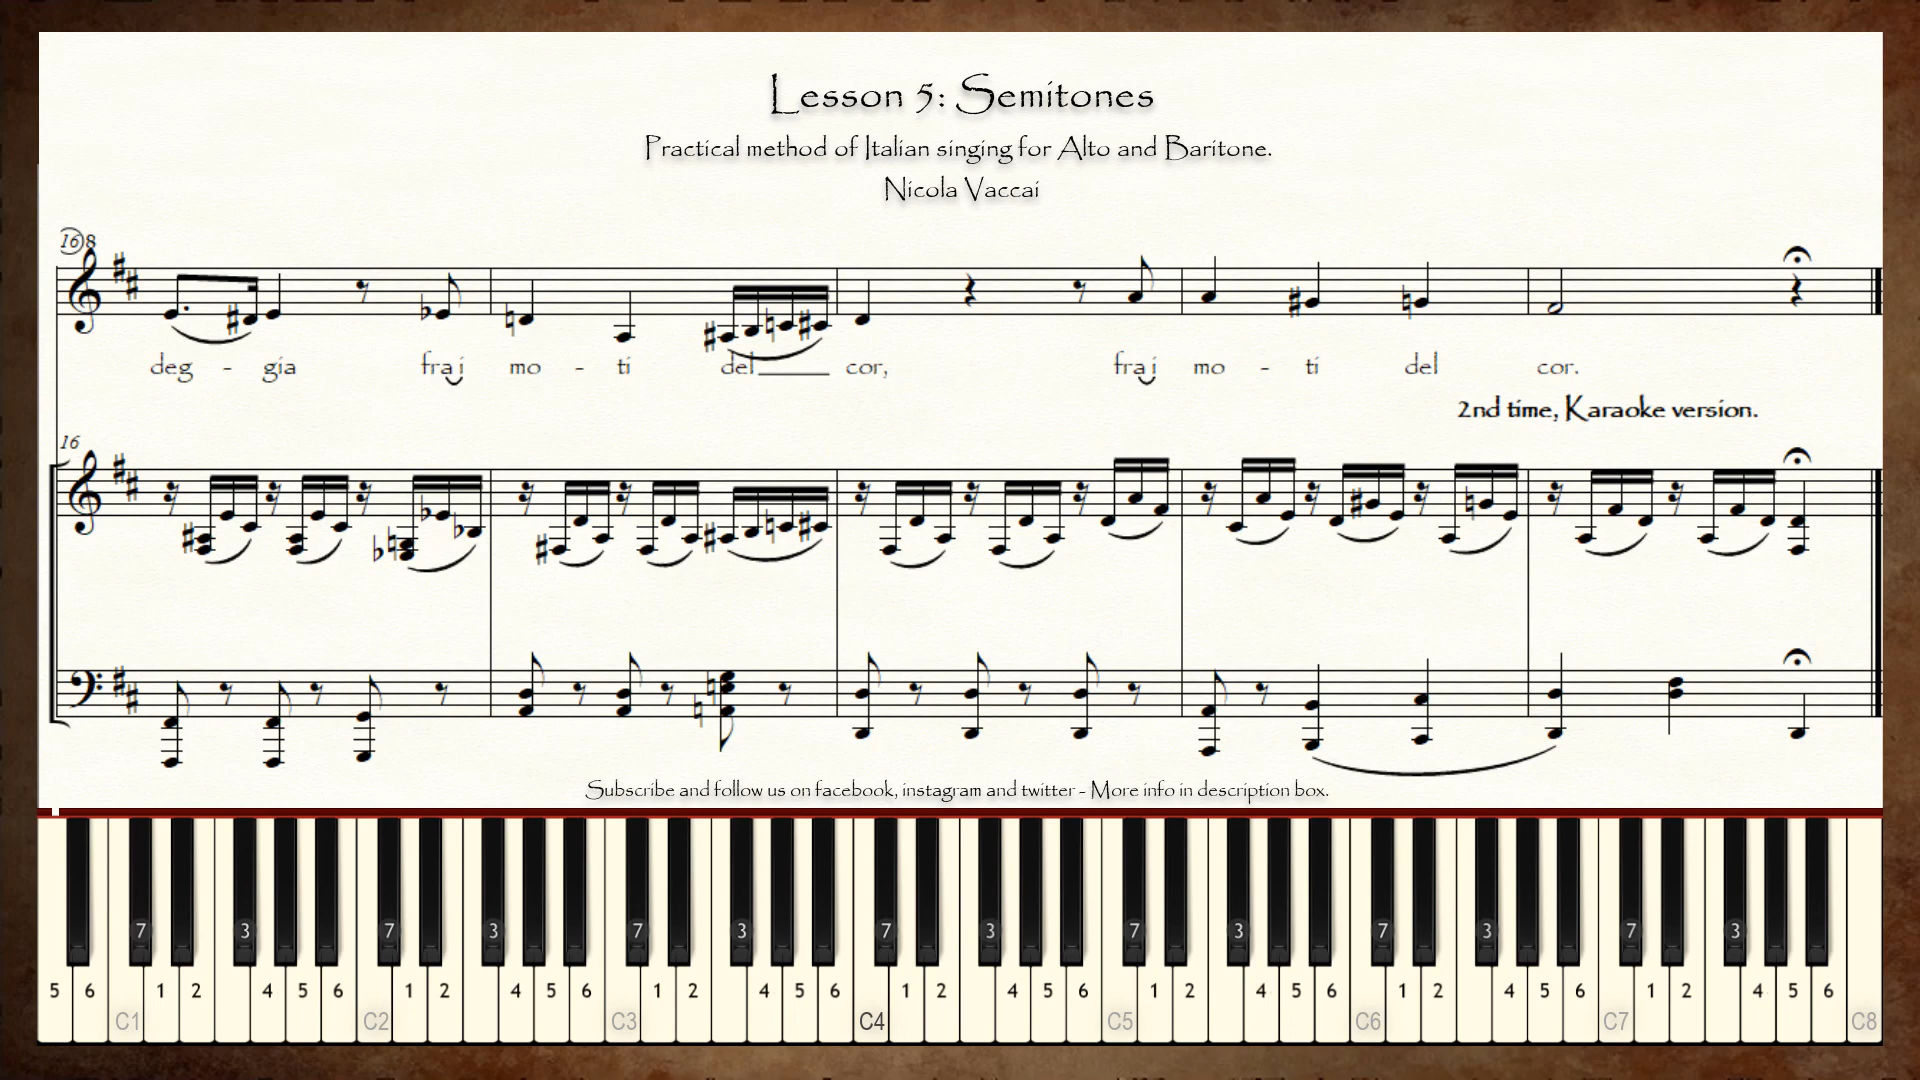 Lesson 5: Semitones
Practical method of Italian singing for Alto and Baritone.
Nicola Vaccai
16 8
deg - gia fra i mo - ti del cor, fra i mo - ti del cor.
2nd time, Karaoke version.
16
Subscribe and follow us on facebook, instagram and twitter - More info in description box.
7 3 7 3 7 3 7 3 7 3 7 3 7 3
5 6 1 2 4 5 6 1 2 4 5 6 1 2 4 5 6 1 2 4 5 6 1 2 4 5 6 1 2 4 5 6 1 2 4 5 6
C1 C2 C3 C4 C5 C6 C7 C8